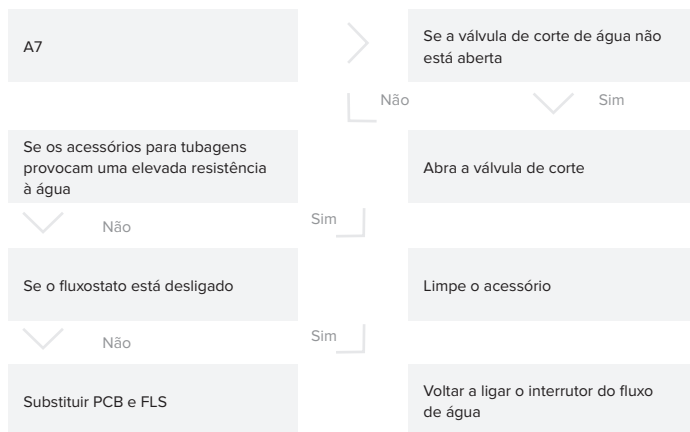 A7
Se a válvula de corte de água não
está aberta
Não
Sim
Se os acessórios para tubagens
provocam uma elevada resistência
à água
Abra a válvula de corte
Não
Sim
Se o fluxostato está desligado
Limpe o acessório
Não
Sim
Substituir PCB e FLS
Voltar a ligar o interrutor do fluxo
de água